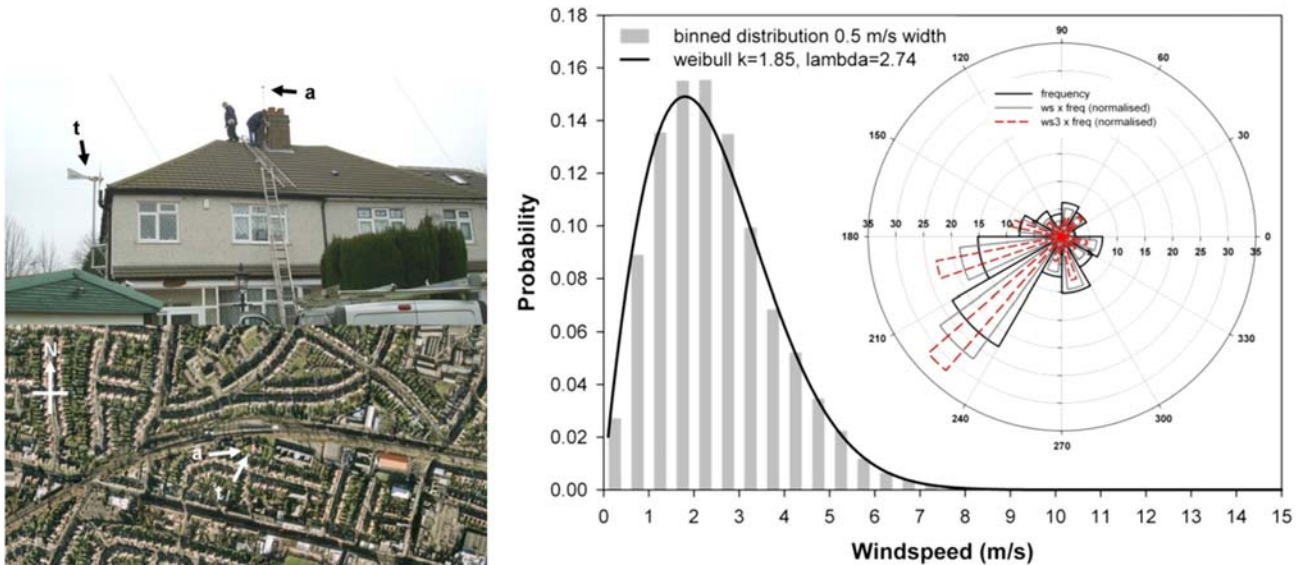 a
t
N
a
t
0.18
0.16
0.14
0.12
0.10
0.08
0.06
0.04
0.02
0.00
Probability
0 1 2 3 4 5 6 7 8 9 10 11 12 13 14 15
Windspeed (m/s)
binned distribution 0.5 m/s width
weibull k=1.85, lambda=2.74
90
120 60
frequency
ws x freq (normalised)
ws3 x freq (normalised)
150 30
35 30 25 20 15 10 5 0 5
180 0
10 15 20 25 30 35
210 330
240 300
270